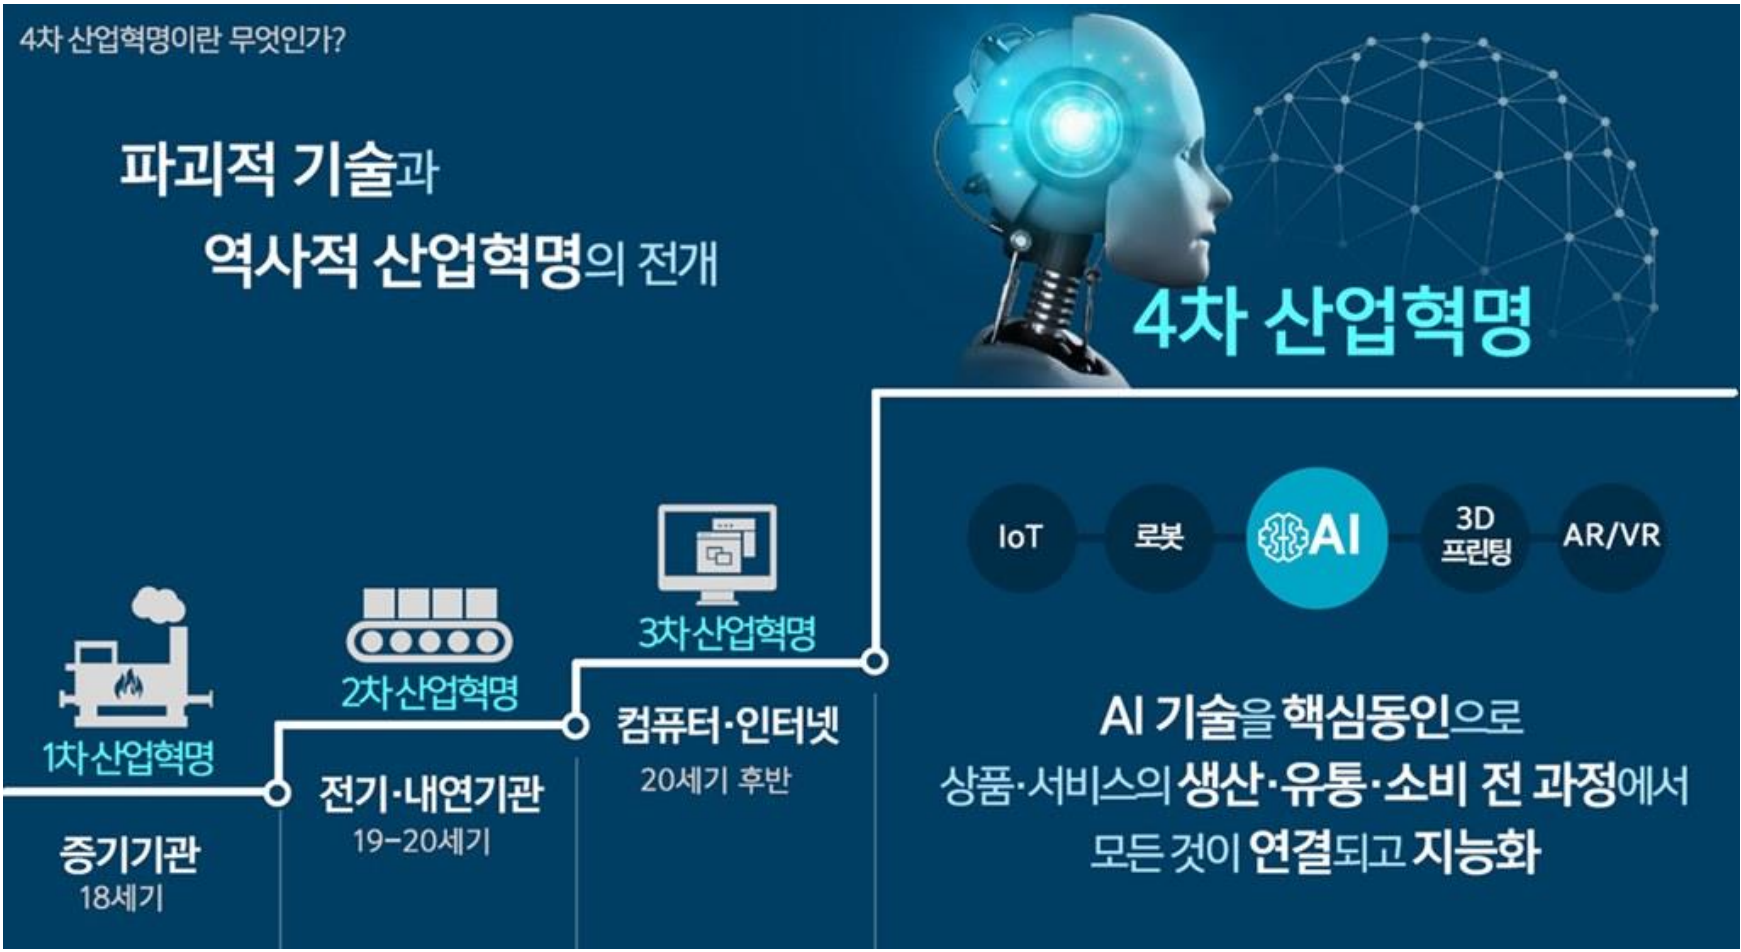 4차 산업혁명이란 무엇인가?
파괴적 기술과
역사적 산업혁명의 전개
4차 산업혁명
1차 산업혁명
증기기관
18세기
2차 산업혁명
전기·내연기관
19-20세기
3차 산업혁명
컴퓨터·인터넷
20세기 후반
IoT
로봇
AI
3D
프린팅
AR/VR
AI 기술을 핵심동인으로
상품·서비스의 생산·유통·소비 전 과정에서
모든 것이 연결되고 지능화